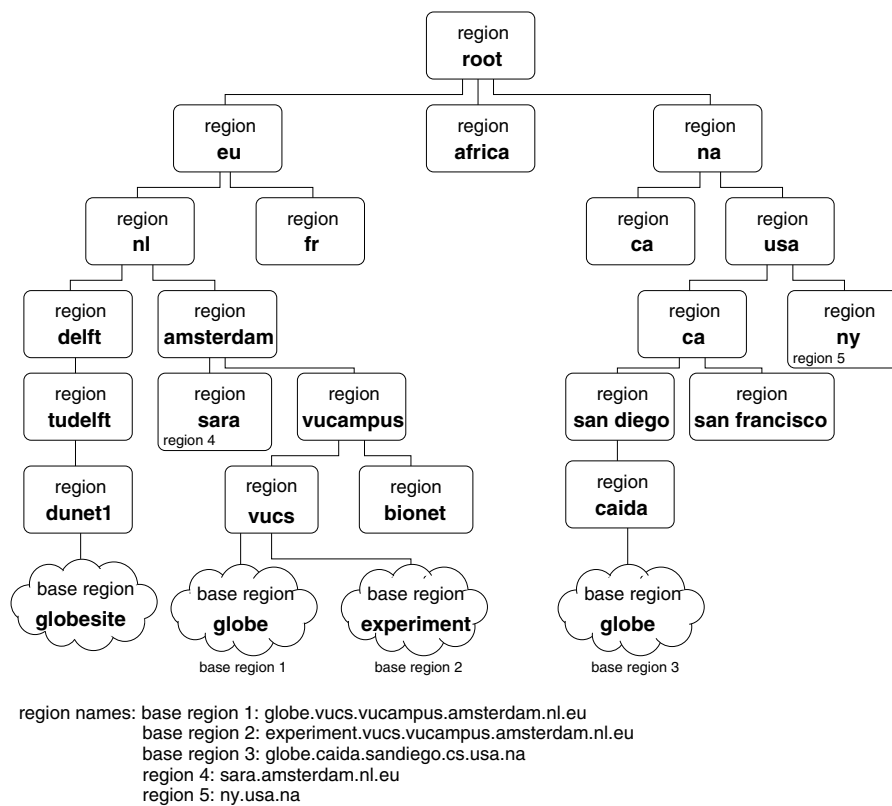 region
root
region
eu
region
africa
region
na
region
nl
region
fr
region
ca
region
usa
region
delft
region
amsterdam
region
ca
region
ny
region 5
region
tudelft
region
sara
region 4
region
vucampus
region
san diego
region
san francisco
region
dunet1
region
vucs
region
bionet
region
caida
base region
globesite
base region
globe
base region
experiment
base region
globe
base region 1
base region 2
base region 3
region names: base region 1: globe.vucs.vucampus.amsterdam.nl.eu
base region 2: experiment.vucs.vucampus.amsterdam.nl.eu
base region 3: globe.caida.sandiego.cs.usa.na
region 4: sara.amsterdam.nl.eu
region 5: ny.usa.na